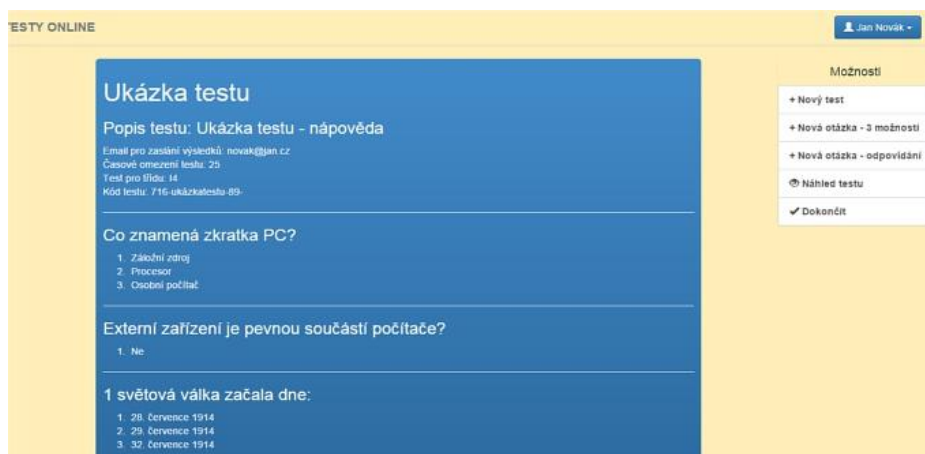 TESTY ONLINE
Jan Novák
Ukázka testu
Popis testu: Ukázka testu - nápověda
Email pro zaslání výsledků: novak@jan.cz
Časové omezení testu: 25
Test pro třídu: I4
Kód testu: 716-ukázkatestu-89-
Co znamená zkratka PC?
1. Záložní zdroj
2. Procesor
3. Osobní počítač
Externí zařízení je pevnou součástí počítače?
1. Ne
1 světová válka začala dne:
1. 28. července 1914
2. 29. července 1914
3. 32. července 1914
Možnosti
+ Nový test
+ Nová otázka - 3 možnosti
+ Nová otázka - odpovídání
Náhled testu
Dokončit